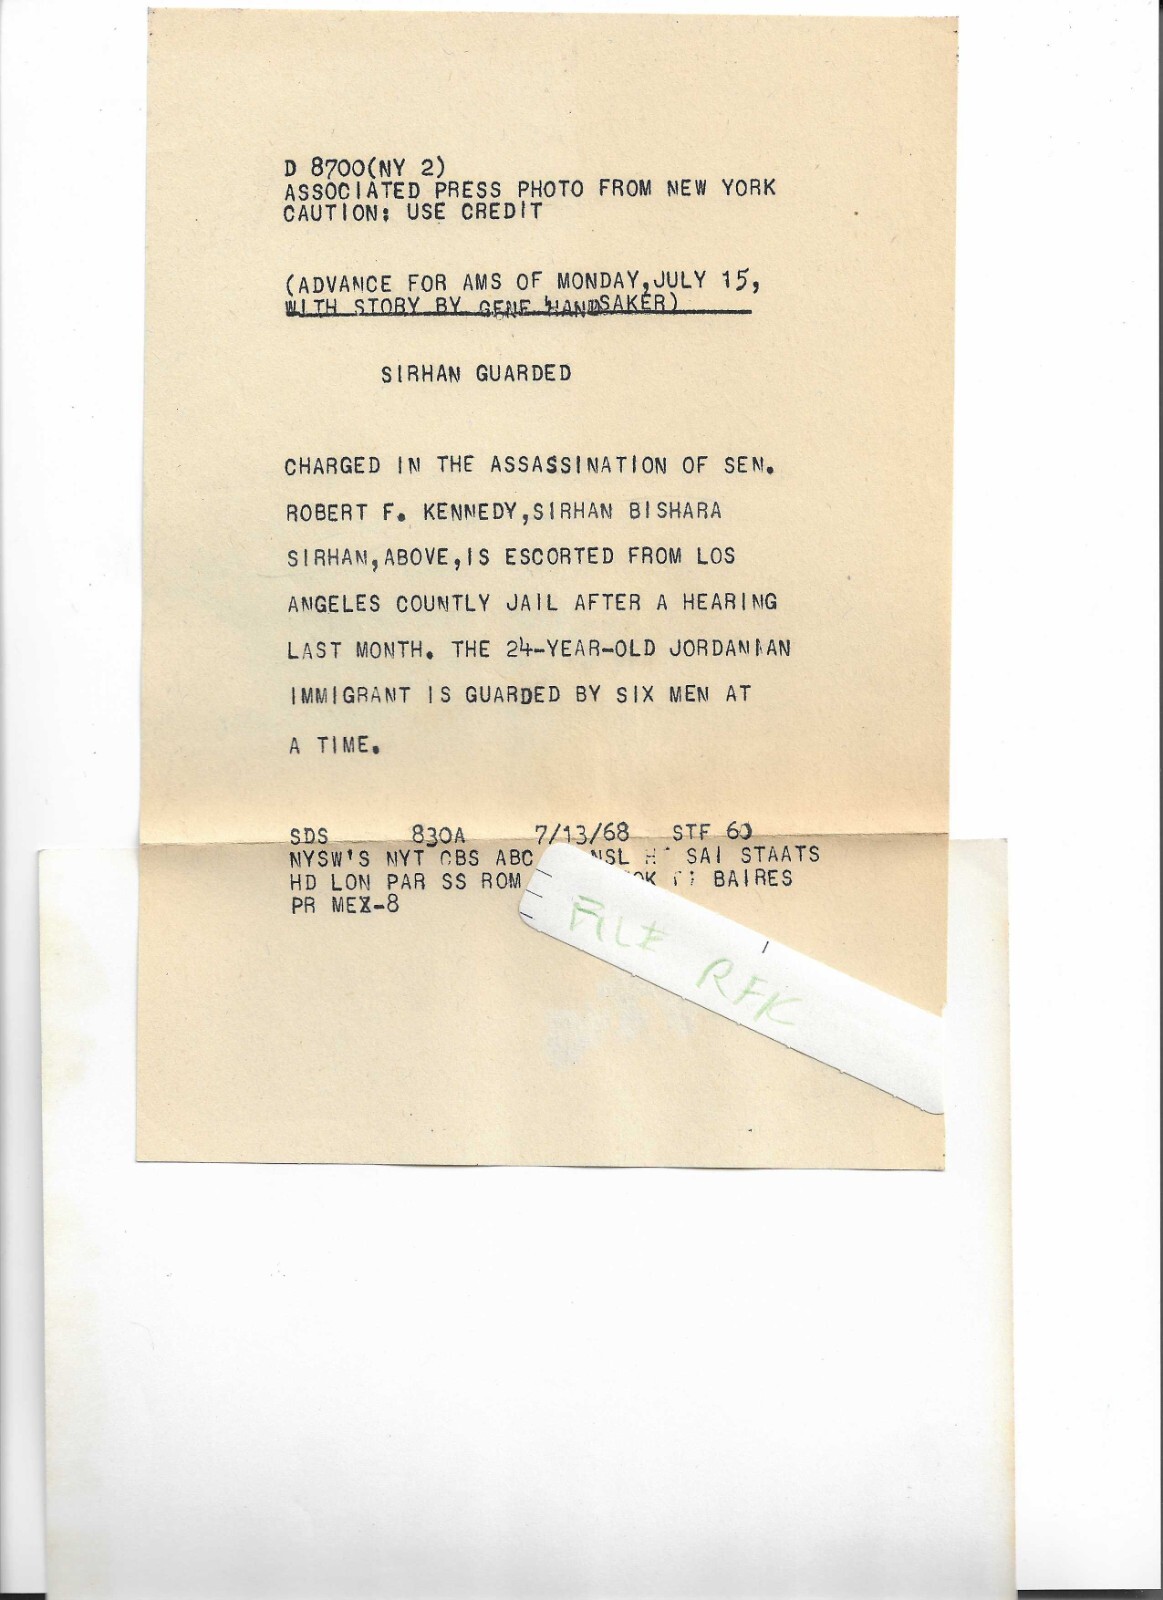 D 8700(NY 2)
ASSOCIATED PRESS PHOTO FROM NEW YORK
CAUTION: USE CREDIT
(ADVANCE FOR AMS OF MONDAY,JULY 15,
WITH STORY BY GENE HANDSAKER)
SIRHAN GUARDED
CHARGED IN THE ASSASSINATION OF SEN.
ROBERT F. KENNEDY,SIRHAN BISHARA
SIRHAN,ABOVE,IS ESCORTED FROM LOS
ANGELES COUNTLY JAIL AFTER A HEARING
LAST MONTH. THE 24-YEAR-OLD JORDANIAN
IMMIGRANT IS GUARDED BY SIX MEN AT
A TIME.
SDS 830A 7/13/68 STF 60
NYSW'S NYT CBS ABC NSL SAI STAATS
HD LON PAR SS ROM BAIRES
PR MEX-8
FILE RFK